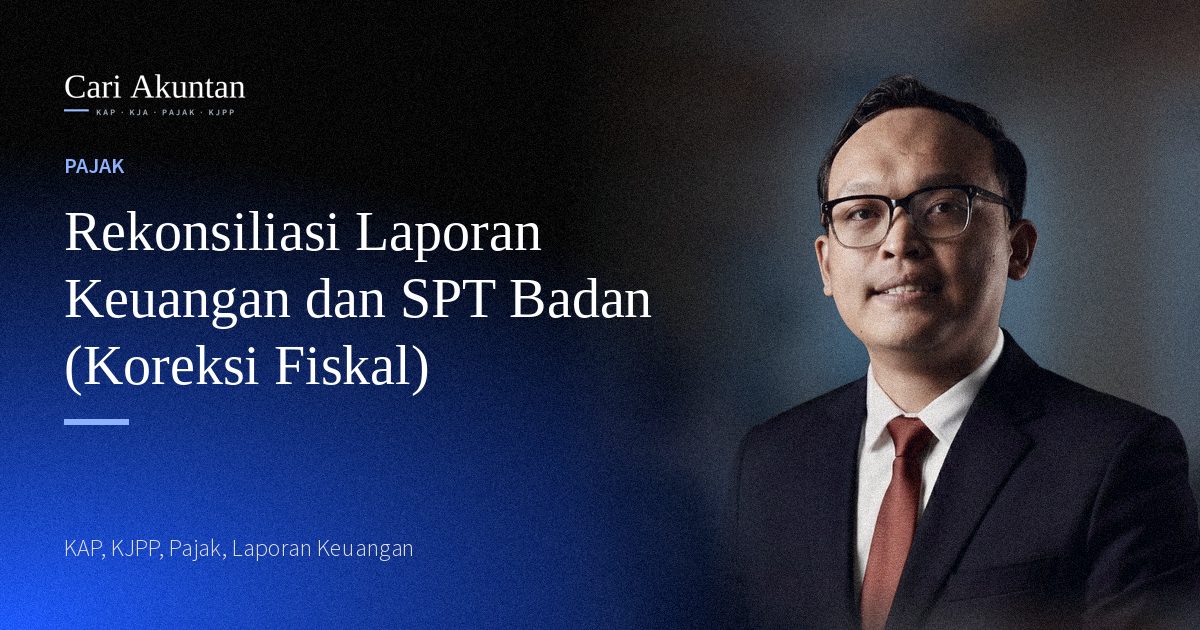 Cari Akuntan
KAP · KJA · PAJAK · KJPP
PAJAK
Rekonsiliasi Laporan
Keuangan dan SPT Badan
(Koreksi Fiskal)
KAP, KJPP, Pajak, Laporan Keuangan